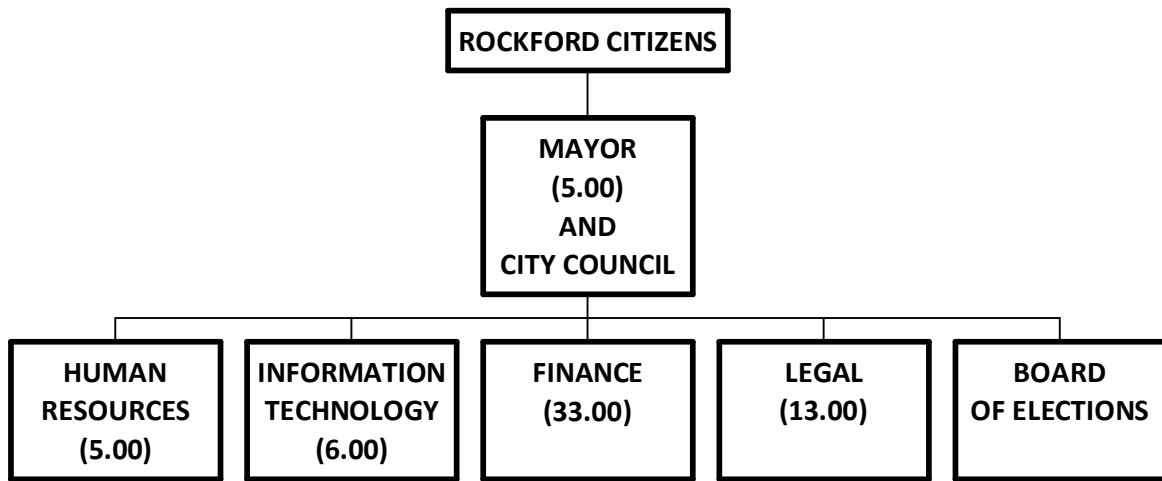 ROCKFORD CITIZENS
MAYOR
(5.00)
AND
CITY COUNCIL
HUMAN
RESOURCES
(5.00)
INFORMATION
TECHNOLOGY
(6.00)
FINANCE
(33.00)
LEGAL
(13.00)
BOARD
OF ELECTIONS